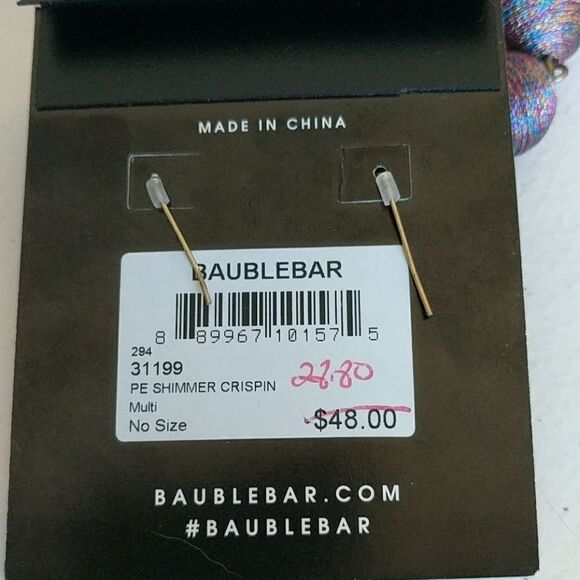 MADE IN CHINA
BAUBLEBAR
8 89967 10157 5
294
31199
PE SHIMMER CRISPIN
28.80
Multi
$48.00
No Size
BAUBLEBAR.COM
#BAUBLEBAR